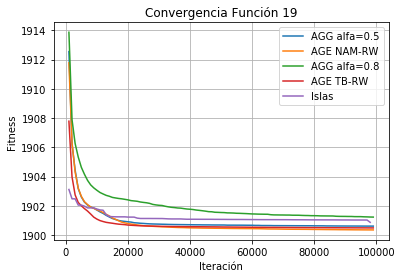 Convergencia Función 19
Fitness
1914
1912
1910
1908
1906
1904
1902
1900
AGG alfa=0.5
AGE NAM-RW
AGG alfa=0.8
AGE TB-RW
Islas
0
20000
40000
60000
80000
100000
Iteración